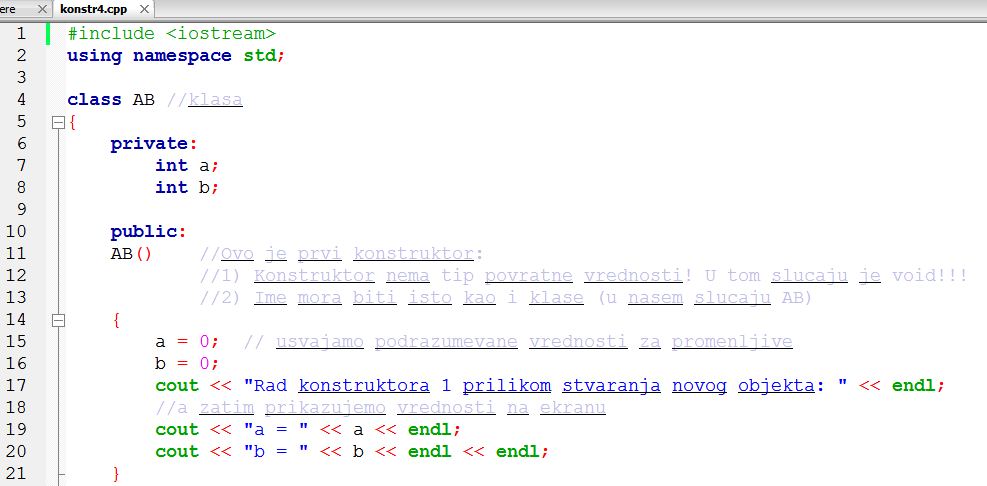 ere konstr4.cpp
1 #include <iostream>
2 using namespace std;
3
4 class AB //klasa
5 {
6 private:
7 int a;
8 int b;
9
10 public:
11 AB() //Ovo je prvi konstruktor:
12 //1) Konstruktor nema tip povratne vrednosti! U tom slucaju je void!!!
13 //2) Ime mora biti isto kao i klase (u nasem slucaju AB)
14 {
15 a = 0; // usvajamo podrazumevane vrednosti za promenljive
16 b = 0;
17 cout << "Rad konstruktora 1 prilikom stvaranja novog objekta: " << endl;
18 //a zatim prikazujemo vrednosti na ekranu
19 cout << "a = " << a << endl;
20 cout << "b = " << b << endl << endl;
21 }